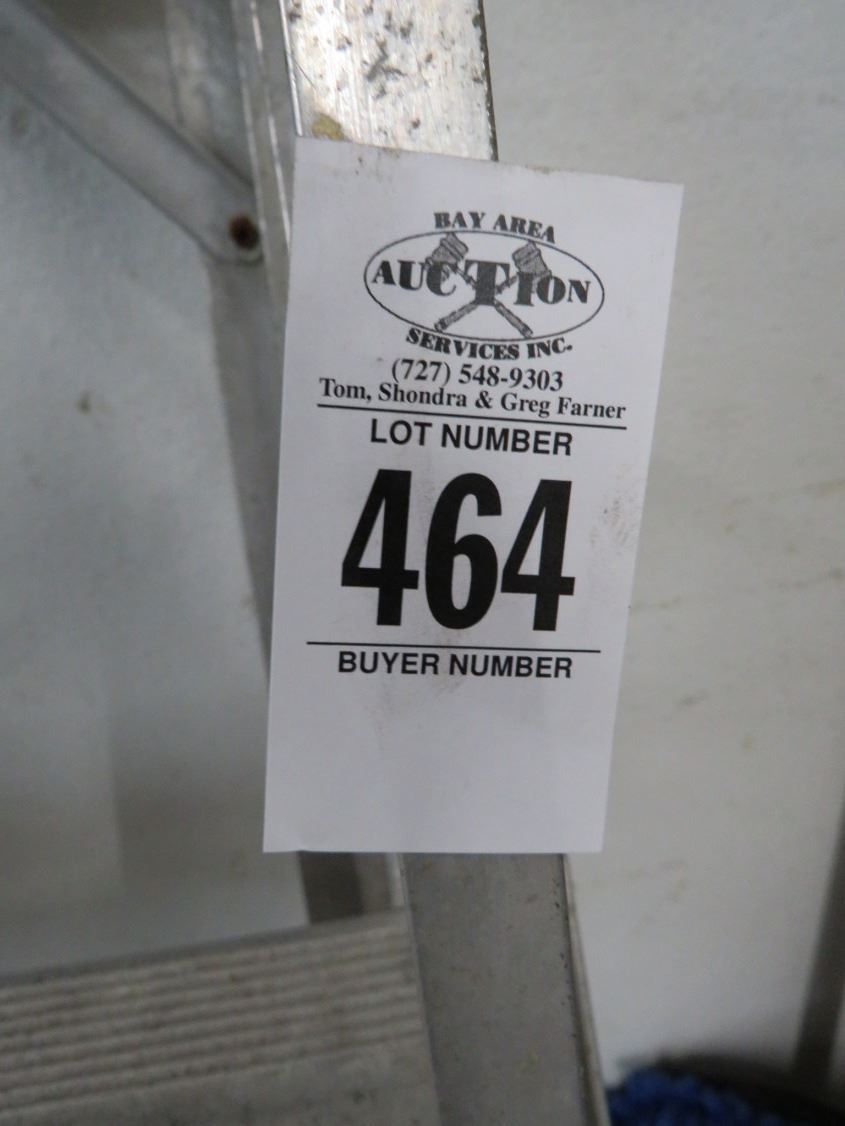 BAY AREA
AUCTION
SERVICES INC.
(727) 548-9303
Tom, Shondra & Greg Farner
LOT NUMBER
464
BUYER NUMBER